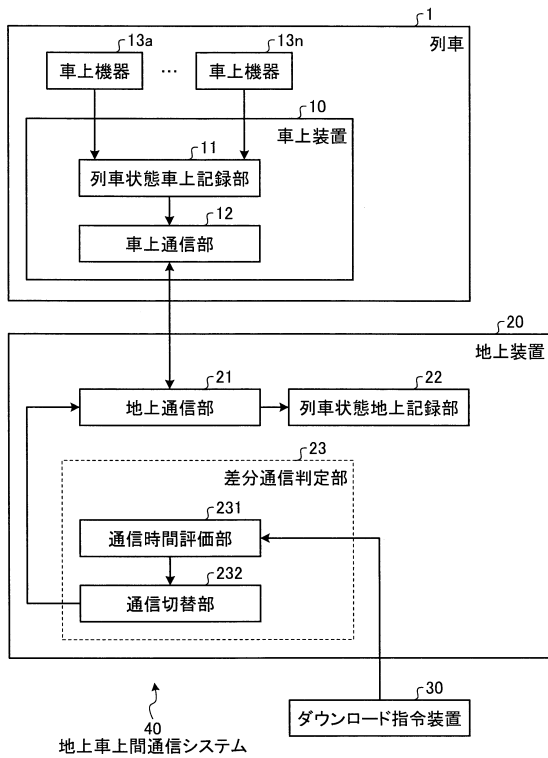 1
列車
13a
車上機器
…
13n
車上機器
10
車上装置
11
列車状態車上記録部
12
車上通信部
20
地上装置
21
地上通信部
22
列車状態地上記録部
23
差分通信判定部
231
通信時間評価部
232
通信切替部
30
ダウンロード指令装置
40
地上車上間通信システム